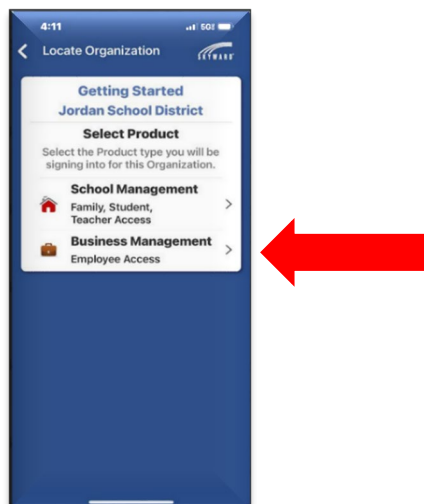 4:11
5GE
Locate Organization
SKYWARD
Getting Started
Jordan School District
Select Product
Select the Product type you will be
signing into for this Organization.
School Management
Family, Student,
Teacher Access
Business Management
Employee Access